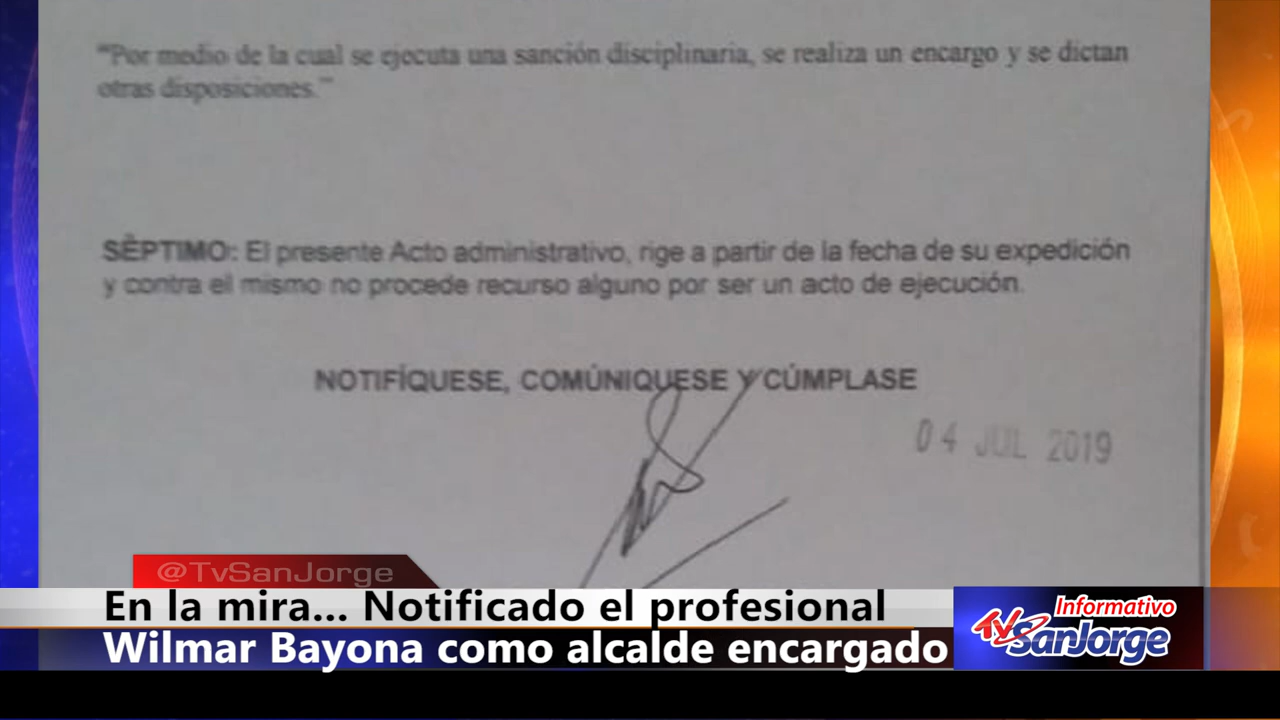 “Por medio de la cual se ejecuta una sanción disciplinaria, se realiza un encargo y se dictan
otras disposiciones.”
SÈPTIMO: El presente Acto administrativo, rige a partir de la fecha de su expedición
y contra el mismo no procede recurso alguno por ser un acto de ejecución.
NOTIFÍQUESE, COMÚNIQUESE Y CÚMPLASE
04 JUL 2019
@TvSanJorge
En la mira... Notificado el profesional
Wilmar Bayona como alcalde encargado
Informativo
TV SanJorge